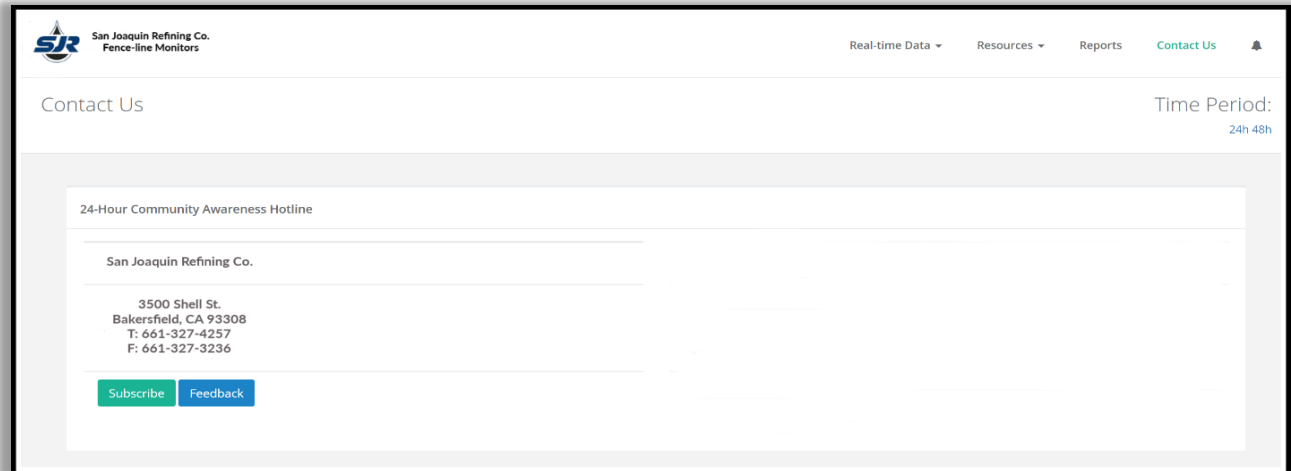 SJR
San Joaquin Refining Co.
Fence-line Monitors
Real-time Data
Resources
Reports
Contact Us
Contact Us
Time Period:
24h 48h
24-Hour Community Awareness Hotline
San Joaquin Refining Co.
3500 Shell St.
Bakersfield, CA 93308
T: 661-327-4257
F: 661-327-3236
Subscribe
Feedback